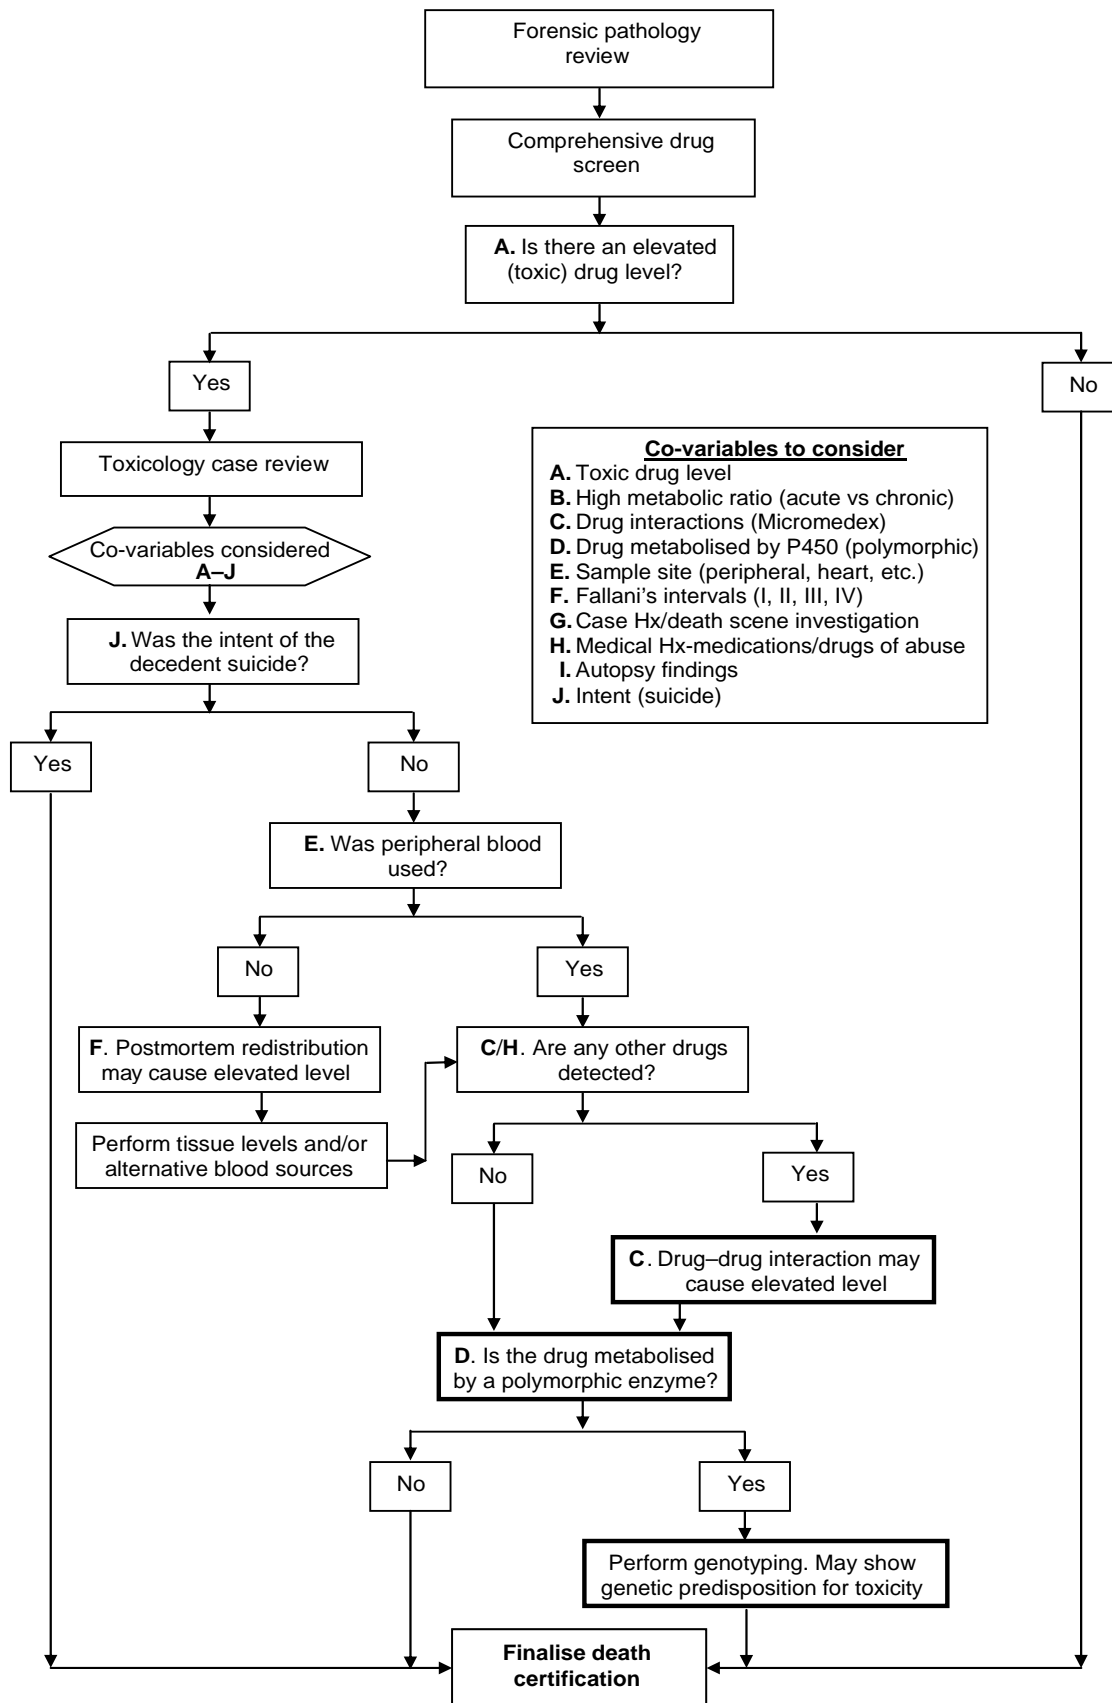 Forensic pathology
review
Comprehensive drug
screen
A. Is there an elevated
(toxic) drug level?
Yes
No
Toxicology case review
Co-variables considered
A–J
J. Was the intent of the
decedent suicide?
Co-variables to consider
A. Toxic drug level
B. High metabolic ratio (acute vs chronic)
C. Drug interactions (Micromedex)
D. Drug metabolised by P450 (polymorphic)
E. Sample site (peripheral, heart, etc.)
F. Fallani’s intervals (I, II, III, IV)
G. Case Hx/death scene investigation
H. Medical Hx-medications/drugs of abuse
I. Autopsy findings
J. Intent (suicide)
Yes
No
E. Was peripheral blood
used?
No
Yes
F. Postmortem redistribution
may cause elevated level
C/H. Are any other drugs
detected?
Perform tissue levels and/or
alternative blood sources
No
Yes
C. Drug–drug interaction may
cause elevated level
D. Is the drug metabolised
by a polymorphic enzyme?
No
Yes
Perform genotyping. May show
genetic predisposition for toxicity
Finalise death
certification